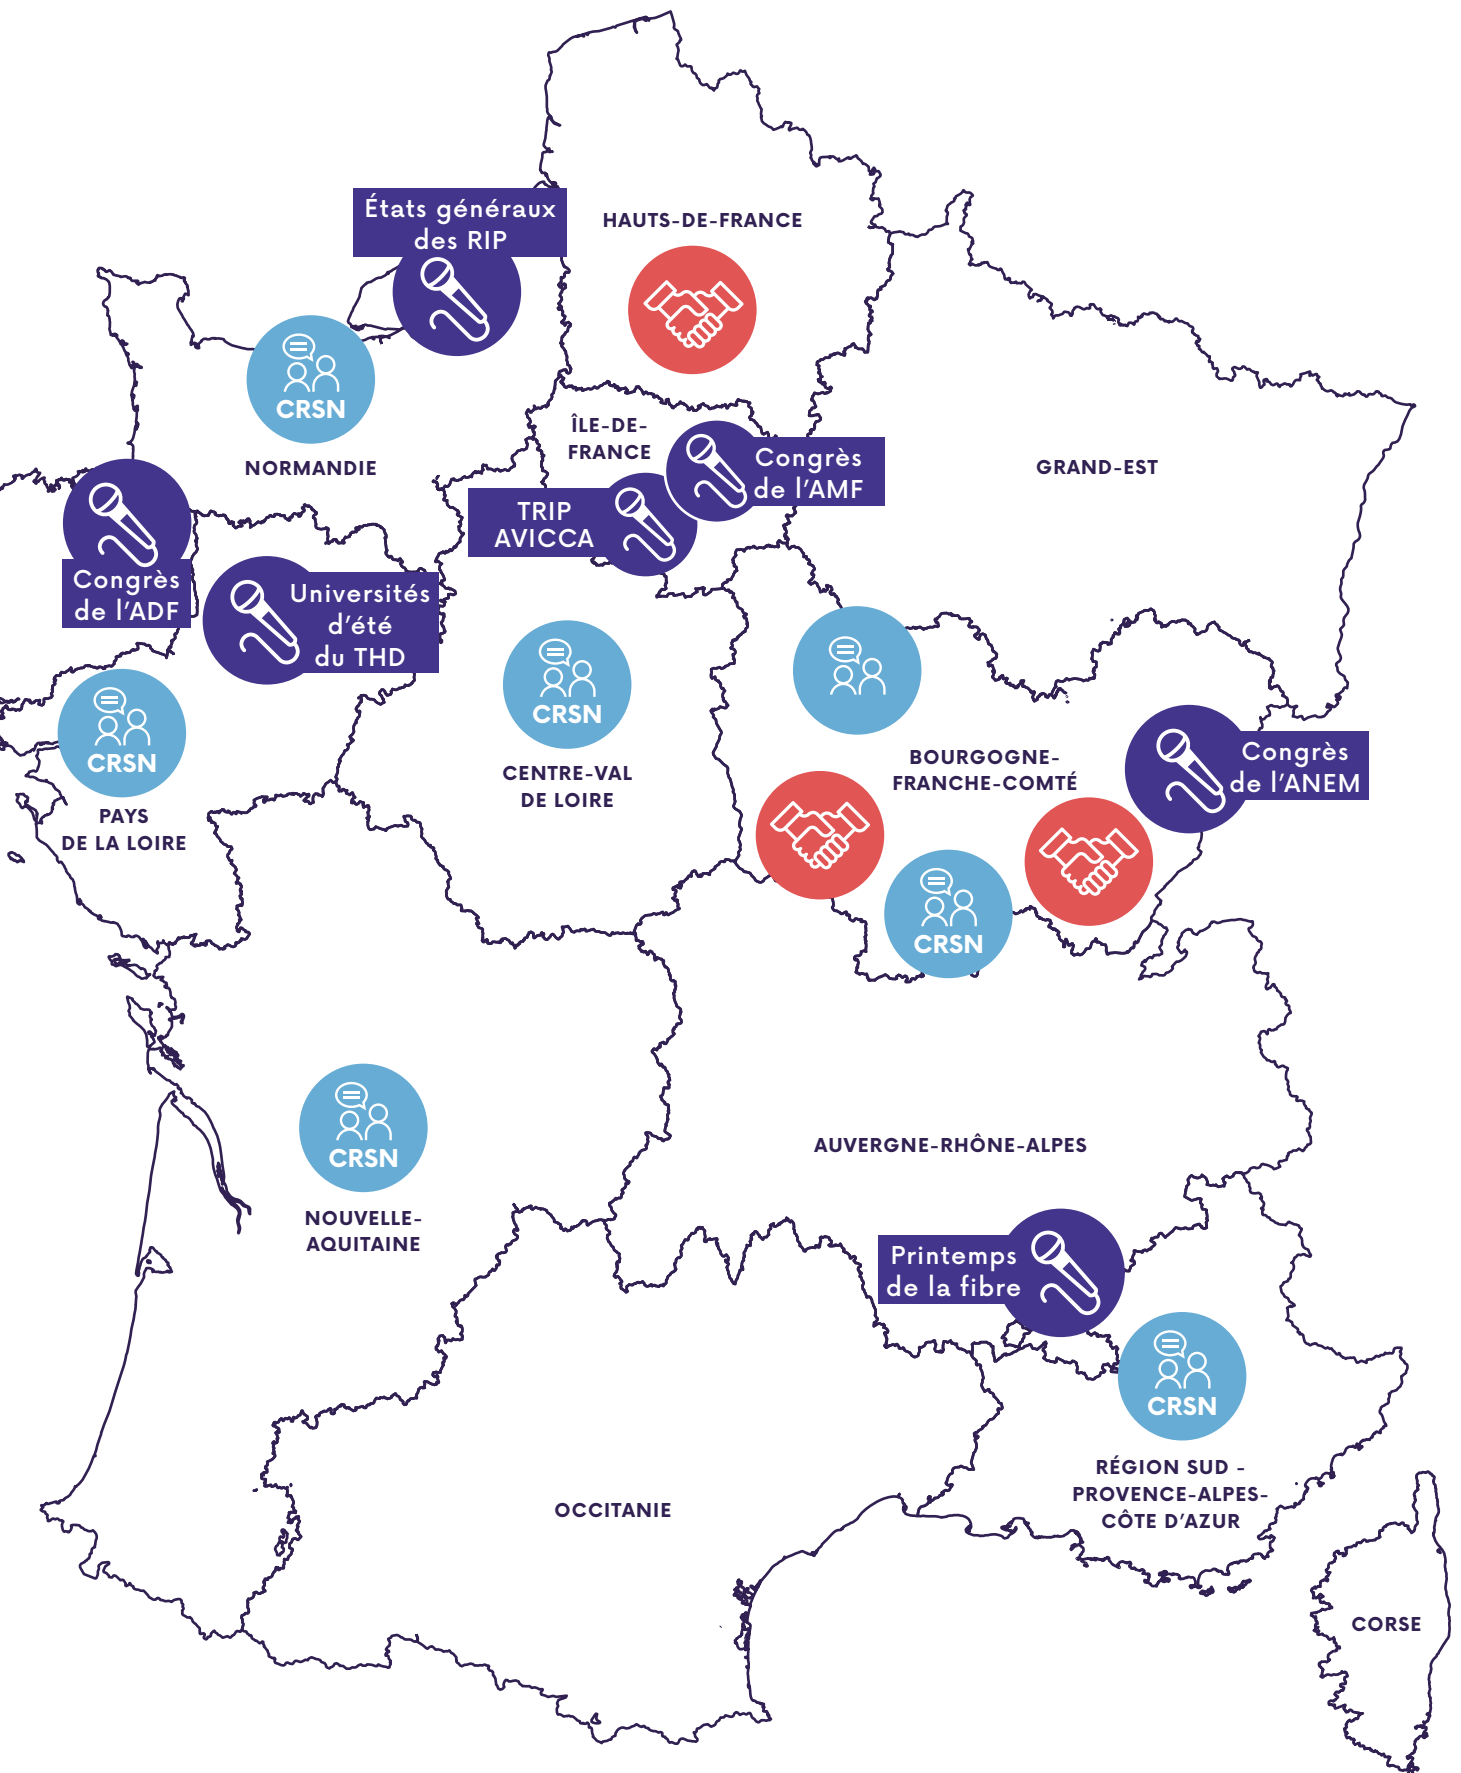 États généraux
des RIP
HAUTS-DE-FRANCE
CRSN
NORMANDIE
ÎLE-DE-
FRANCE
Congrès
de l'AMF
GRAND-EST
TRIP
AVICCA
Congrès
de l'ADF
Universités
d'été
du THD
CRSN
PAYS
DE LA LOIRE
CRSN
CENTRE-VAL
DE LOIRE
BOURGOGNE-
FRANCHE-COMTÉ
Congrès
de l'ANEM
CRSN
CRSN
NOUVELLE-
AQUITAINE
AUVERGNE-RHÔNE-ALPES
Printemps
de la fibre
CRSN
RÉGION SUD -
PROVENCE-ALPES-
CÔTE D'AZUR
OCCITANIE
CORSE